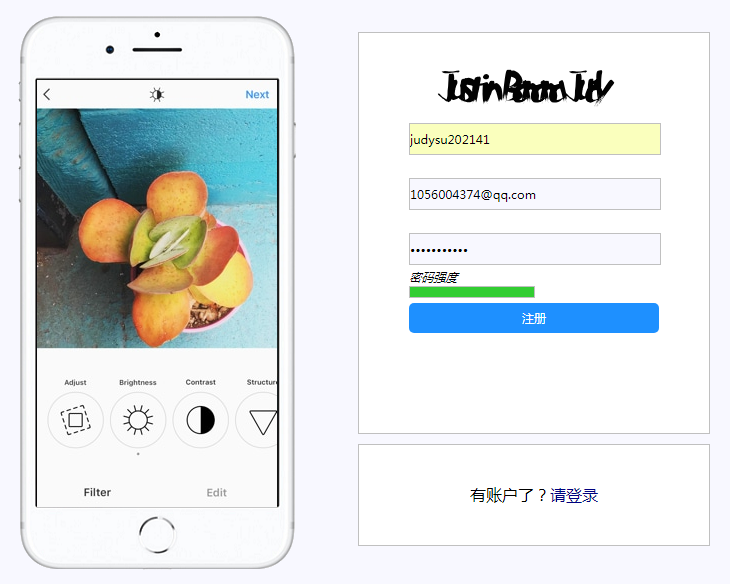 Next
Adjust
Brightness
Contrast
Structure
Filter
Edit
judysu202141
1056004374@qq.com
•••••••••••
密码强度
注册
有账户了？请登录